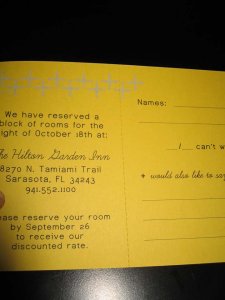 We have reserved a
block of rooms for the
night of October 18th at:
The Hilton Garden Inn
8270 N. Tamiami Trail
Sarasota, FL 34243
941.552.1100
Please reserve your room
by September 26
to receive our
discounted rate.
Names:
I can't w
+ would also like to say